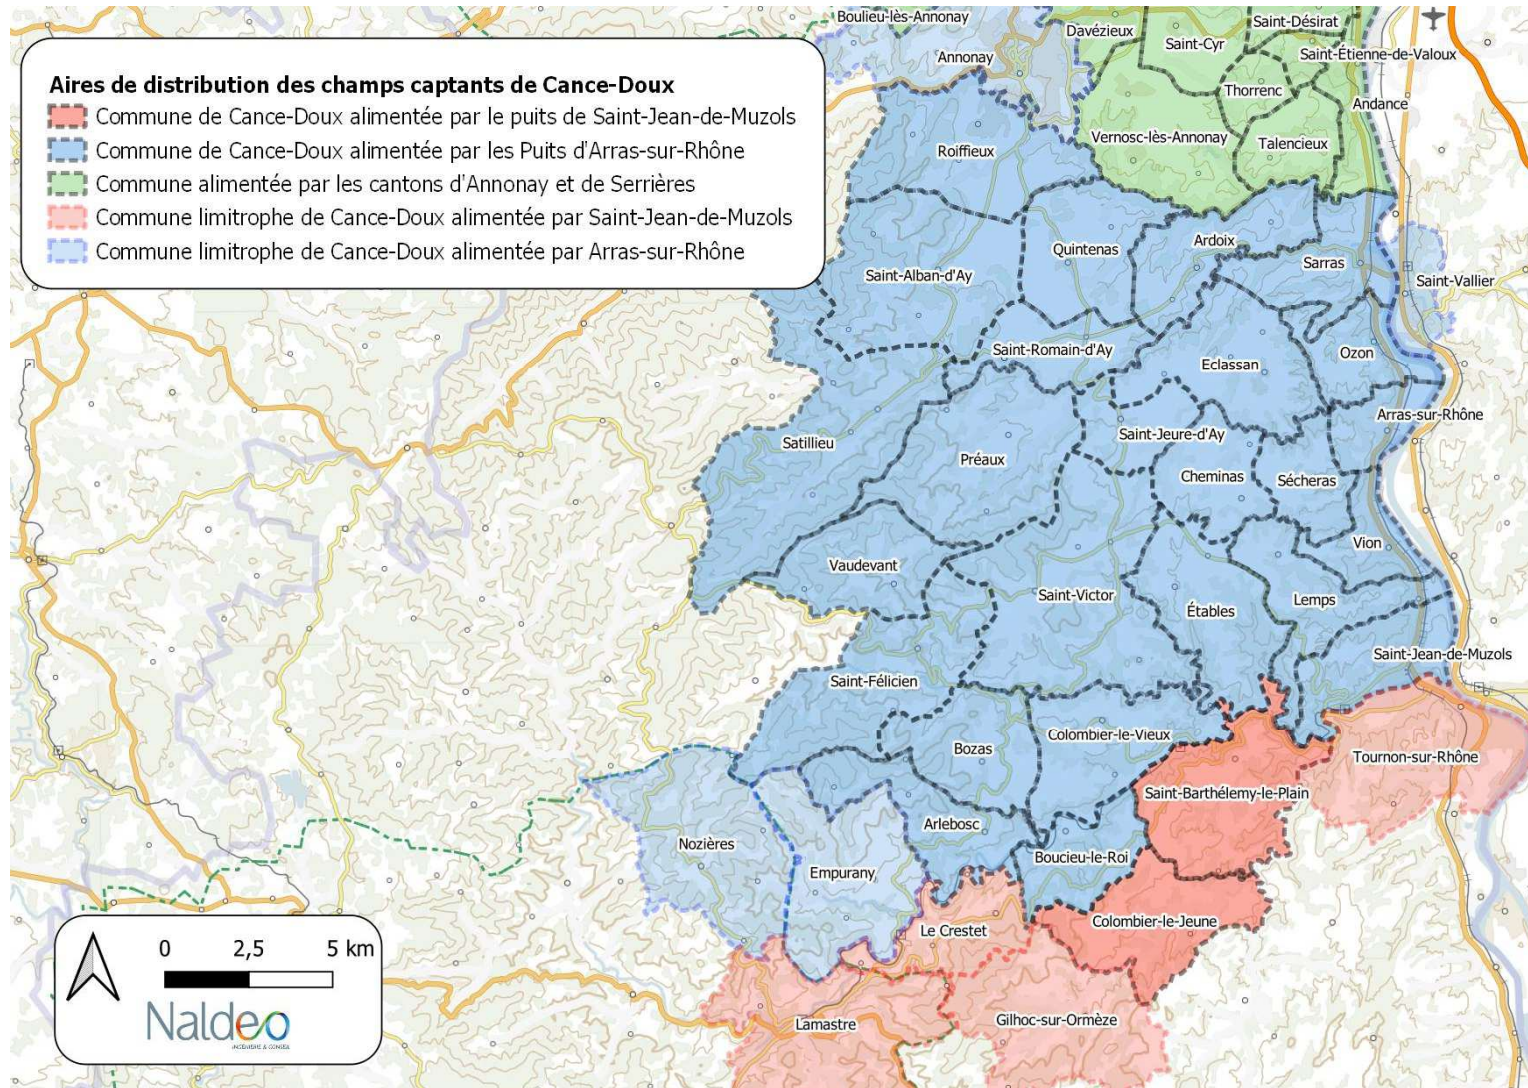 Boulieu-lès-Annonay
Davézieux
Saint-Désirat
Saint-Cyr
Saint-Étienne-de-Valoux
Annonay
Aires de distribution des champs captants de Cance-Doux
Commune de Cance-Doux alimentée par le puits de Saint-Jean-de-Muzols
Commune de Cance-Doux alimentée par les Puits d'Arras-sur-Rhône
Commune alimentée par les cantons d'Annonay et de Serrières
Commune limitrophe de Cance-Doux alimentée par Saint-Jean-de-Muzols
Commune limitrophe de Cance-Doux alimentée par Arras-sur-Rhône
Thorrenc
Andance
Vernosc-lès-Annonay
Talencieux
Roiffieux
Quintenas
Ardoix
Sarras
Saint-Alban-d'Ay
Saint-Vallier
Saint-Romain-d'Ay
Ozon
Eclassan
Arras-sur-Rhône
Saint-Jeure-d'Ay
Satillieu
Préaux
Cheminas
Sécheras
Vion
Vaudevant
Saint-Victor
Étables
Lemps
Saint-Jean-de-Muzols
Saint-Félicien
Colombier-le-Vieux
Bozas
Tournon-sur-Rhône
Saint-Barthélemy-le-Plain
Arlebosc
Nozières
Boucieu-le-Roi
Empurany
Colombier-le-Jeune
Le Crestet
Gilhoc-sur-Ormèze
Lamastre
0 2,5 5 km
Naldeo
INGÉNIERIE & CONSEIL